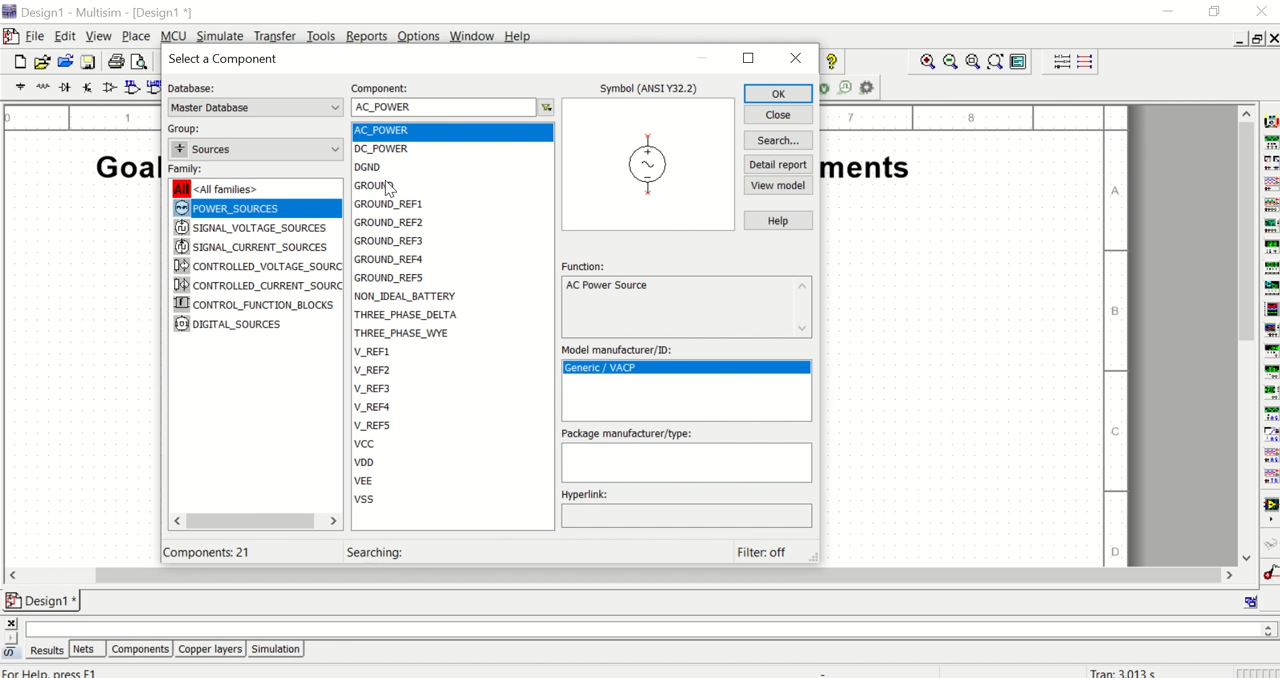 Design1 - Multisim - [Design1 *]
File Edit View Place MCU Simulate Transfer Tools Reports Options Window Help
Select a Component
Database:
Master Database
Group:
Sources
Family:
All <All families>
POWER_SOURCES
SIGNAL_VOLTAGE_SOURCES
SIGNAL_CURRENT_SOURCES
CONTROLLED_VOLTAGE_SOURC
CONTROLLED_CURRENT_SOURC
CONTROL_FUNCTION_BLOCKS
DIGITAL_SOURCES
Components: 21
Component:
AC_POWER
AC_POWER
DC_POWER
DGND
GROUND
GROUND_REF1
GROUND_REF2
GROUND_REF3
GROUND_REF4
GROUND_REF5
NON_IDEAL_BATTERY
THREE_PHASE_DELTA
THREE_PHASE_WYE
V_REF1
V_REF2
V_REF3
V_REF4
V_REF5
VCC
VDD
VEE
VSS
Searching:
Symbol (ANSI Y32.2)
Function:
AC Power Source
Model manufacturer/ID:
Generic / VACP
Package manufacturer/type:
Hyperlink:
Filter: off
OK
Close
Search...
Detail report
View model
Help
0 1 7 8
Goal
ments
A
B
C
D
Design1 *
Results Nets Components Copper layers Simulation
For Help, press F1
-
Tran: 3.013 s